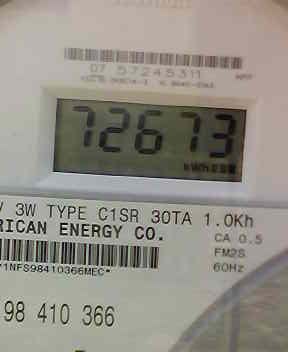 07 57245311
72673
kWh
V 3W TYPE C1SR 30TA 1.0Kh
RICAN ENERGY CO.
CA 0.5
FM2S
60Hz
*1NFS98410366MEC*
98 410 366